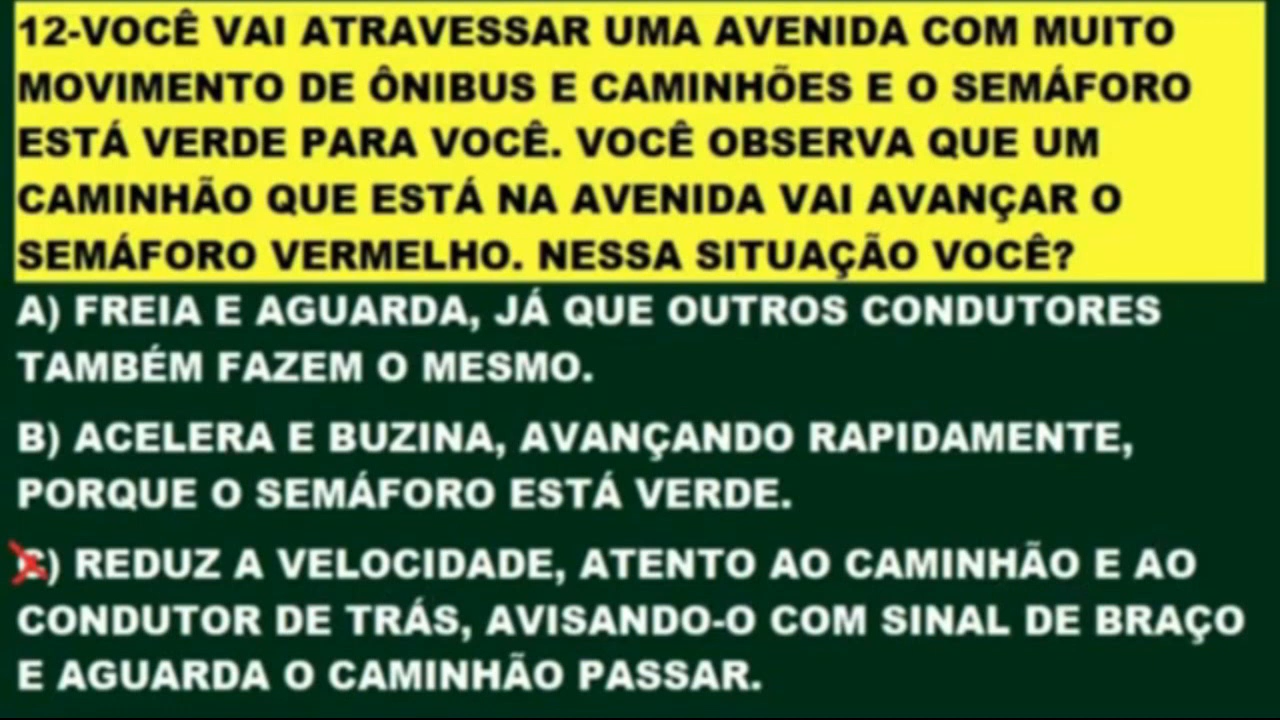 12-VOCÊ VAI ATRAVESSAR UMA AVENIDA COM MUITO
MOVIMENTO DE ÔNIBUS E CAMINHÕES E O SEMÁFORO
ESTÁ VERDE PARA VOCÊ. VOCÊ OBSERVA QUE UM
CAMINHÃO QUE ESTÁ NA AVENIDA VAI AVANÇAR O
SEMÁFORO VERMELHO. NESSA SITUAÇÃO VOCÊ?
A) FREIA E AGUARDA, JÁ QUE OUTROS CONDUTORES
TAMBÉM FAZEM O MESMO.
B) ACELERA E BUZINA, AVANÇANDO RAPIDAMENTE,
PORQUE O SEMÁFORO ESTÁ VERDE.
C) REDUZ A VELOCIDADE, ATENTO AO CAMINHÃO E AO
CONDUTOR DE TRÁS, AVISANDO-O COM SINAL DE BRAÇO
E AGUARDA O CAMINHÃO PASSAR.